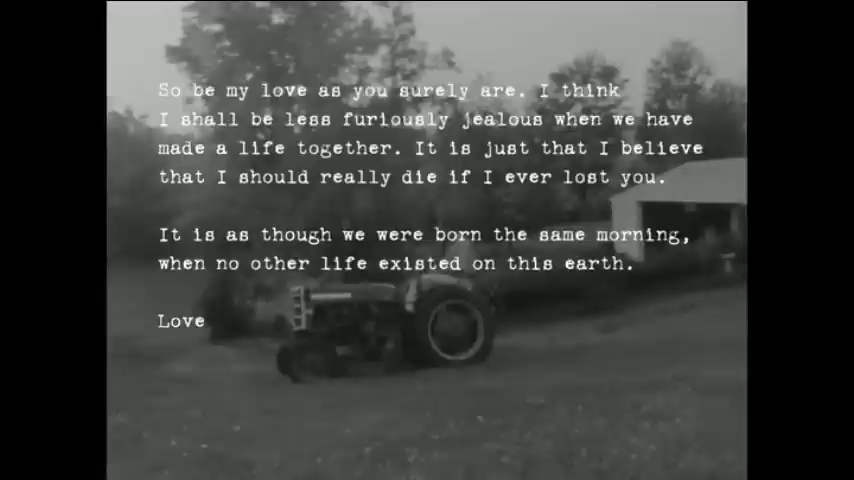 So be my love as you surely are. I think
I shall be less furiously jealous when we have
made a life together. It is just that I believe
that I should really die if I ever lost you.
It is as though we were born the same morning,
when no other life existed on this earth.
Love